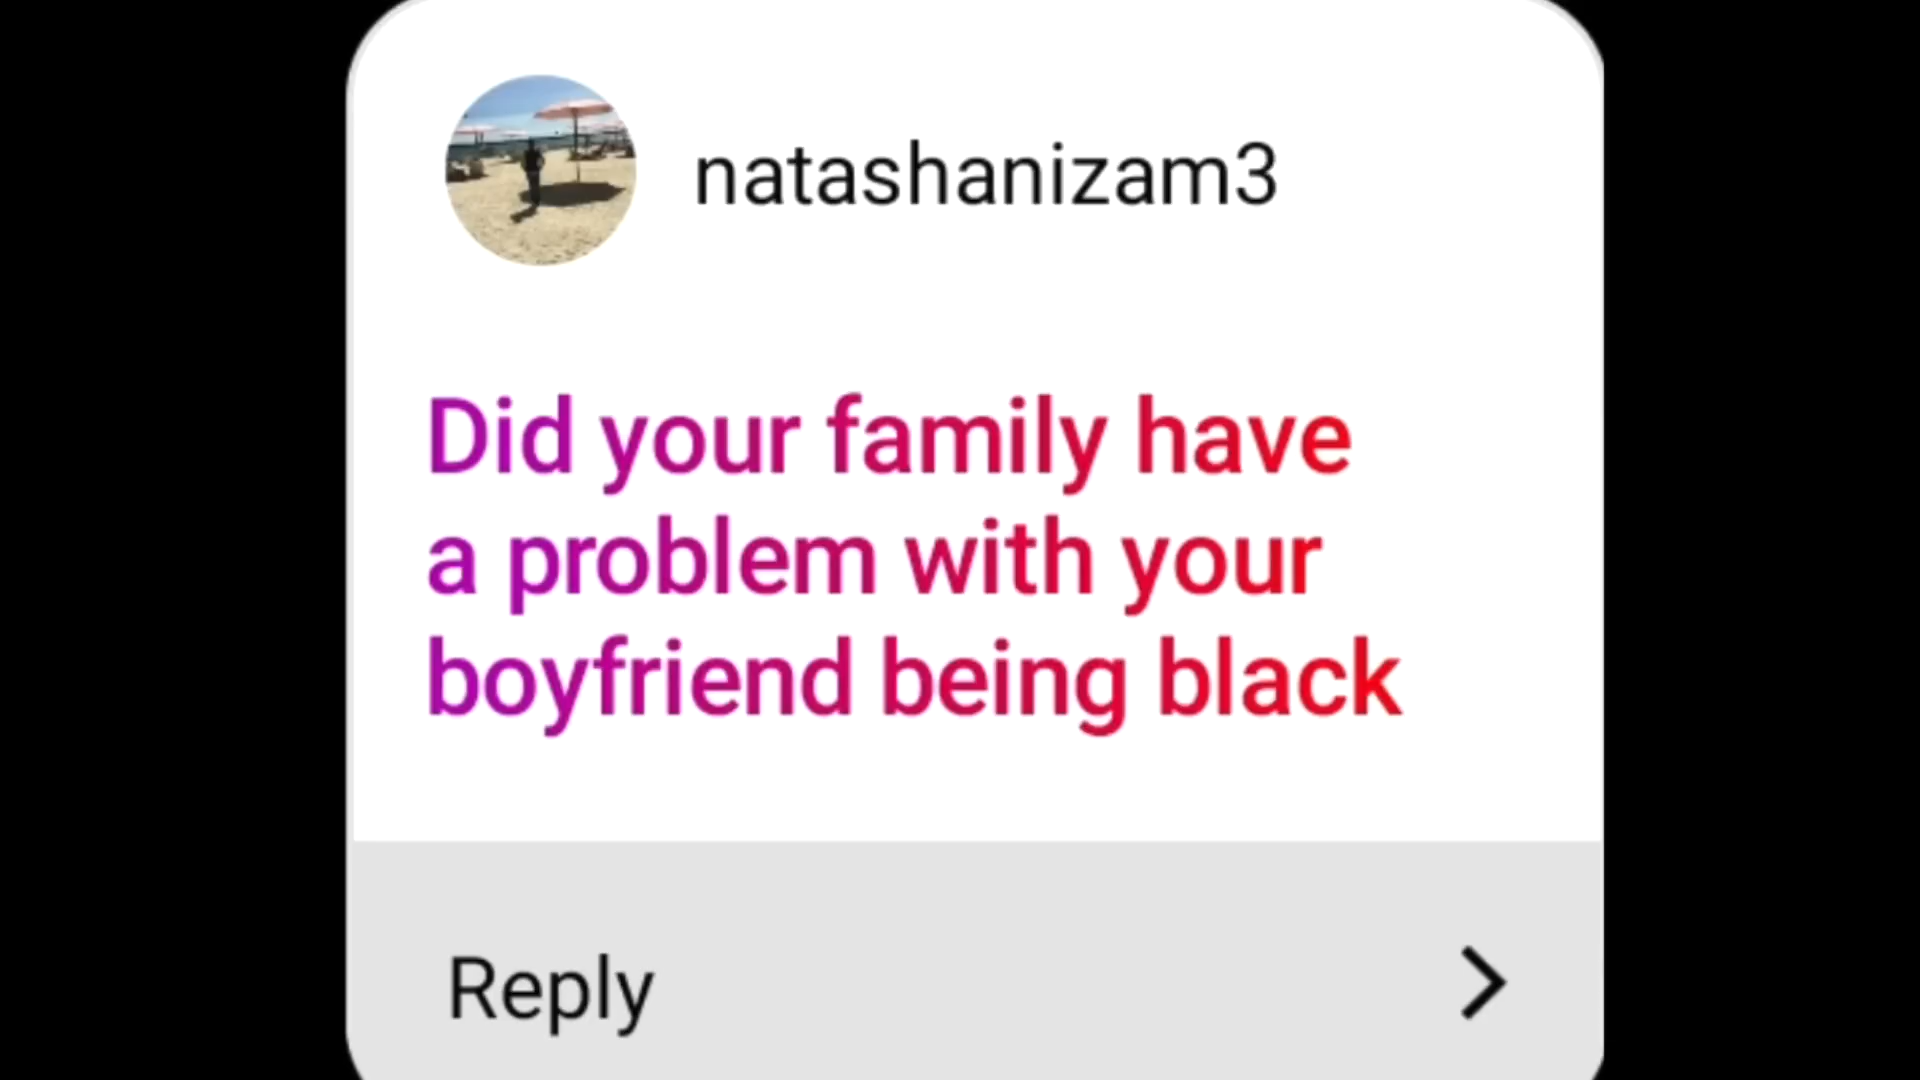 natashanizam3
Did your family have
a problem with your
boyfriend being black
Reply